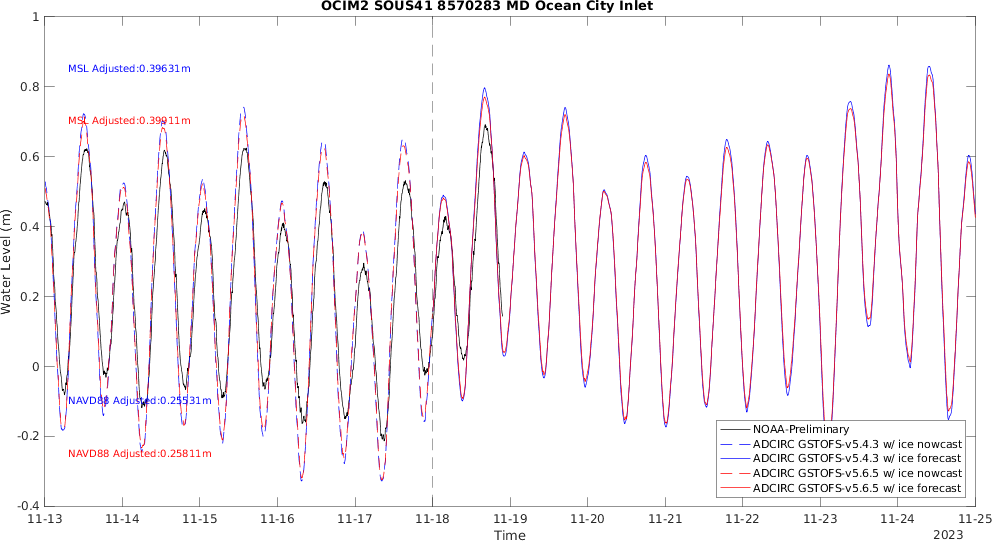 OCIM2 SOUS41 8570283 MD Ocean City Inlet
Water Level (m)
1
0.8
0.6
0.4
0.2
0
-0.2
-0.4
MSL Adjusted:0.39631m
MSL Adjusted:0.39911m
NAVD88 Adjusted:0.25531m
NAVD88 Adjusted:0.25811m
NOAA-Preliminary
ADCIRC GSTOFS-v5.4.3 w/ ice nowcast
ADCIRC GSTOFS-v5.4.3 w/ ice forecast
ADCIRC GSTOFS-v5.6.5 w/ ice nowcast
ADCIRC GSTOFS-v5.6.5 w/ ice forecast
11-13 11-14 11-15 11-16 11-17 11-18 11-19 11-20 11-21 11-22 11-23 11-24 11-25
Time
2023